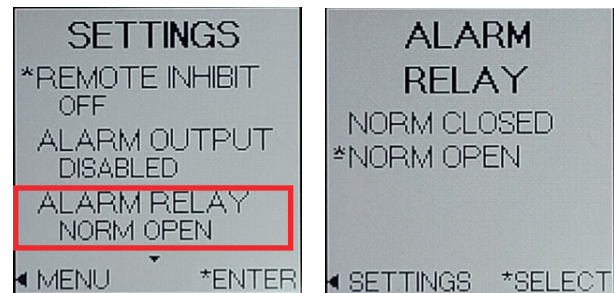 SETTINGS
*REMOTE INHIBIT
OFF
ALARM OUTPUT
DISABLED
ALARM RELAY
NORM OPEN
◀ MENU *ENTER
ALARM
RELAY
NORM CLOSED
*NORM OPEN
◀ SETTINGS *SELECT